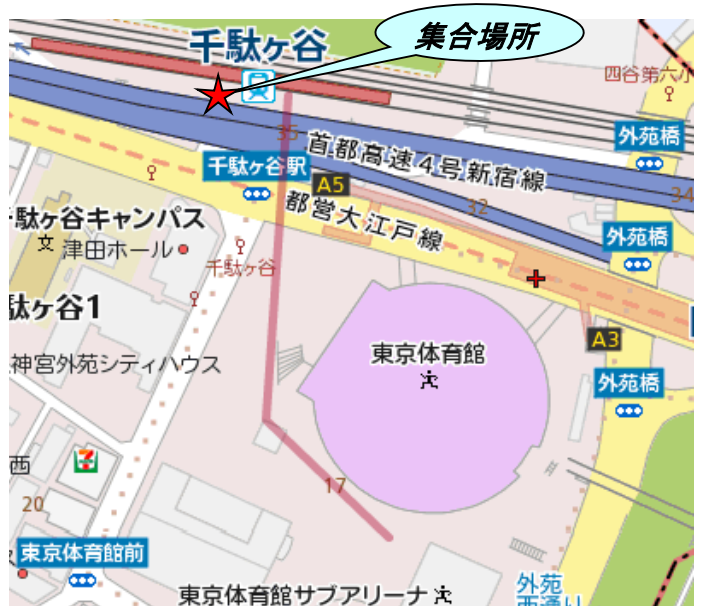 千駄ヶ谷
集合場所
四谷第六小
外苑橋
35
首都高速4号新宿線
千駄ヶ谷駅
A5
34
32
駄ヶ谷キャンパス
都営大江戸線
外苑橋
文 津田ホール
千駄ヶ谷
駄ヶ谷1
A3
東京体育館
神宮外苑シティハウス
外苑橋
西
7
17
20
東京体育館前
東京体育館サブアリーナ
外苑
西通り